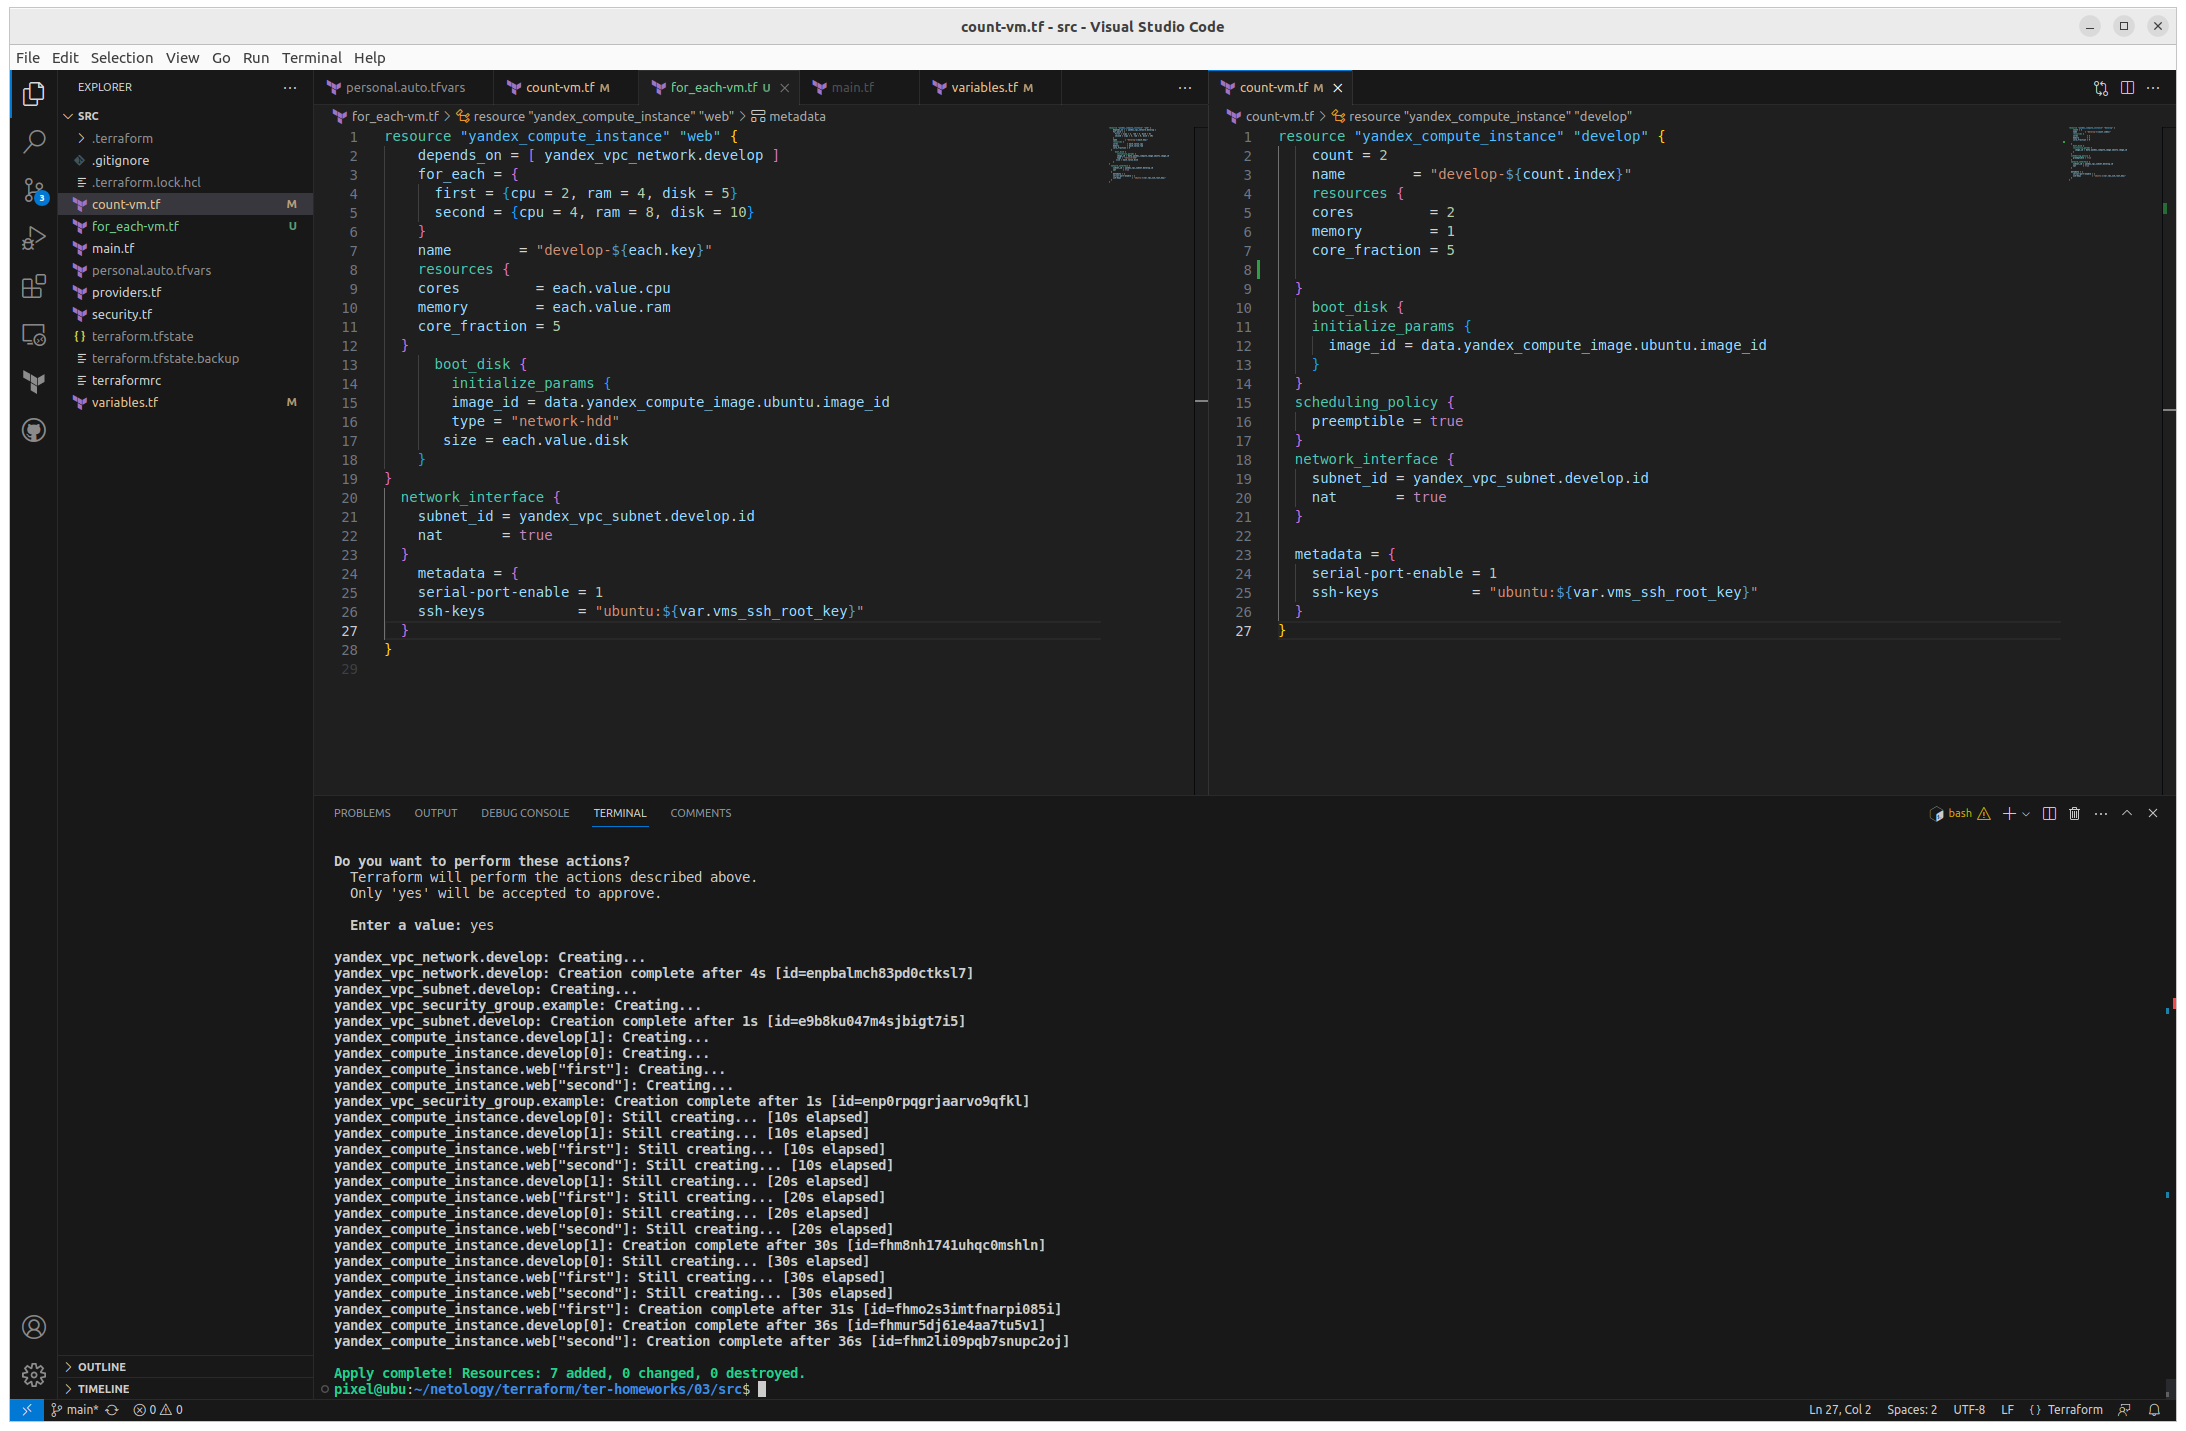 count-vm.tf - src - Visual Studio Code
File Edit Selection View Go Run Terminal Help
EXPLORER
SRC
.terraform
.gitignore
.terraform.lock.hcl
count-vm.tf M
for_each-vm.tf U
main.tf
personal.auto.tfvars
providers.tf
security.tf
{} terraform.tfstate
terraform.tfstate.backup
terraformrc
variables.tf M
3
OUTLINE
TIMELINE
personal.auto.tfvars count-vm.tf M for_each-vm.tf U main.tf variables.tf M
for_each-vm.tf > resource "yandex_compute_instance" "web" > metadata
1 resource "yandex_compute_instance" "web" {
2 depends_on = [ yandex_vpc_network.develop ]
3 for_each = {
4 first = {cpu = 2, ram = 4, disk = 5}
5 second = {cpu = 4, ram = 8, disk = 10}
6 }
7 name = "develop-${each.key}"
8 resources {
9 cores = each.value.cpu
10 memory = each.value.ram
11 core_fraction = 5
12 }
13 boot_disk {
14 initialize_params {
15 image_id = data.yandex_compute_image.ubuntu.image_id
16 type = "network-hdd"
17 size = each.value.disk
18 }
19 }
20 network_interface {
21 subnet_id = yandex_vpc_subnet.develop.id
22 nat = true
23 }
24 metadata = {
25 serial-port-enable = 1
26 ssh-keys = "ubuntu:${var.vms_ssh_root_key}"
27 }
28 }
29
count-vm.tf M
count-vm.tf > resource "yandex_compute_instance" "develop"
1 resource "yandex_compute_instance" "develop" {
2 count = 2
3 name = "develop-${count.index}"
4 resources {
5 cores = 2
6 memory = 1
7 core_fraction = 5
8
9 }
10 boot_disk {
11 initialize_params {
12 image_id = data.yandex_compute_image.ubuntu.image_id
13 }
14 }
15 scheduling_policy {
16 preemptible = true
17 }
18 network_interface {
19 subnet_id = yandex_vpc_subnet.develop.id
20 nat = true
21 }
22
23 metadata = {
24 serial-port-enable = 1
25 ssh-keys = "ubuntu:${var.vms_ssh_root_key}"
26 }
27 }
PROBLEMS OUTPUT DEBUG CONSOLE TERMINAL COMMENTS
bash
Do you want to perform these actions?
Terraform will perform the actions described above.
Only 'yes' will be accepted to approve.
Enter a value: yes
yandex_vpc_network.develop: Creating...
yandex_vpc_network.develop: Creation complete after 4s [id=enpbalmch83pd0ctksl7]
yandex_vpc_subnet.develop: Creating...
yandex_vpc_security_group.example: Creating...
yandex_vpc_subnet.develop: Creation complete after 1s [id=e9b8ku047m4sjbigt7i5]
yandex_compute_instance.develop[1]: Creating...
yandex_compute_instance.develop[0]: Creating...
yandex_compute_instance.web["first"]: Creating...
yandex_compute_instance.web["second"]: Creating...
yandex_vpc_security_group.example: Creation complete after 1s [id=enp0rpqgrjaarvo9qfkl]
yandex_compute_instance.develop[0]: Still creating... [10s elapsed]
yandex_compute_instance.develop[1]: Still creating... [10s elapsed]
yandex_compute_instance.web["first"]: Still creating... [10s elapsed]
yandex_compute_instance.web["second"]: Still creating... [10s elapsed]
yandex_compute_instance.develop[1]: Still creating... [20s elapsed]
yandex_compute_instance.web["first"]: Still creating... [20s elapsed]
yandex_compute_instance.develop[0]: Still creating... [20s elapsed]
yandex_compute_instance.web["second"]: Still creating... [20s elapsed]
yandex_compute_instance.develop[1]: Creation complete after 30s [id=fhm8nh1741uhqc0mshln]
yandex_compute_instance.develop[0]: Still creating... [30s elapsed]
yandex_compute_instance.web["first"]: Still creating... [30s elapsed]
yandex_compute_instance.web["second"]: Still creating... [30s elapsed]
yandex_compute_instance.web["first"]: Creation complete after 31s [id=fhmo2s3imtfnarpi085i]
yandex_compute_instance.develop[0]: Creation complete after 36s [id=fhmur5dj61e4aa7tu5v1]
yandex_compute_instance.web["second"]: Creation complete after 36s [id=fhm2li09pqb7snupc2oj]
Apply complete! Resources: 7 added, 0 changed, 0 destroyed.
pixel@ubu:~/netology/terraform/ter-homeworks/03/src$
main* 0 0
Ln 27, Col 2 Spaces: 2 UTF-8 LF {} Terraform